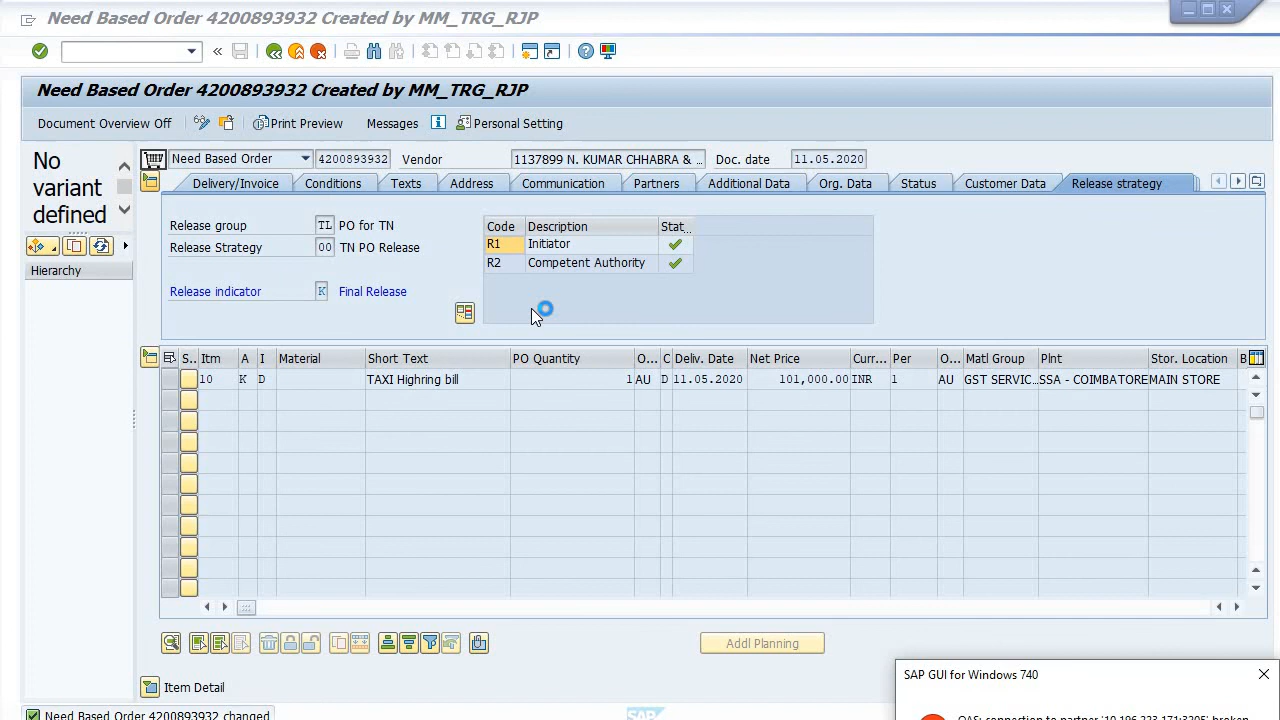 Need Based Order 4200893932 Created by MM_TRG_RJP
Need Based Order 4200893932 Created by MM_TRG_RJP
Document Overview Off Print Preview Messages Personal Setting
No variant defined
Need Based Order 4200893932 Vendor 1137899 N. KUMAR CHHABRA & ... Doc. date 11.05.2020
Delivery/Invoice Conditions Texts Address Communication Partners Additional Data Org. Data Status Customer Data Release strategy
Hierarchy
Release group TL PO for TN
Release Strategy 00 TN PO Release
Release indicator K Final Release
Code Description Stat...
R1 Initiator
R2 Competent Authority
S.. Itm A I Material Short Text PO Quantity O... C Deliv. Date Net Price Curr... Per O... Matl Group Plnt Stor. Location B
10 K D TAXI Highring bill 1 AU D 11.05.2020 101,000.00 INR 1 AU GST SERVIC... SSA - COIMBATORE MAIN STORE
Addl Planning
Item Detail
Need Based Order 4200893932 changed
SAP
SAP GUI for Windows 740